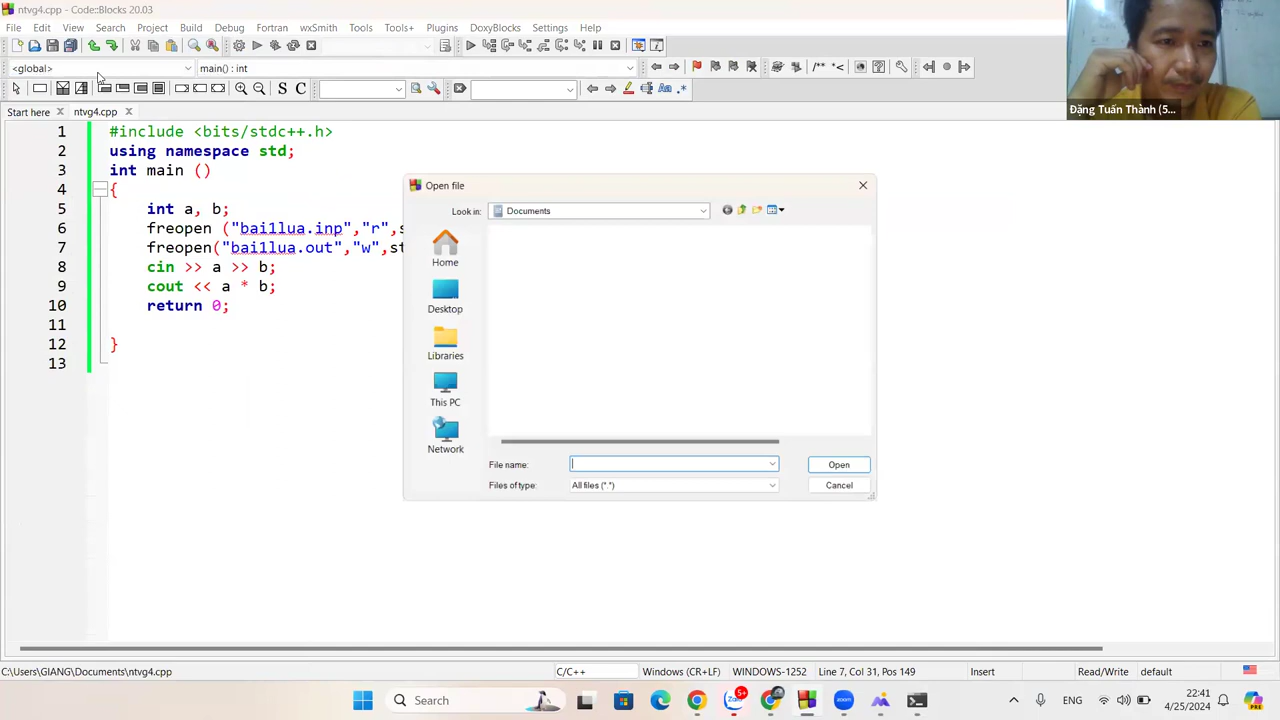 ntvg4.cpp - Code::Blocks 20.03
File Edit View Search Project Build Debug Fortran wxSmith Tools Tools+ Plugins DoxyBlocks Settings Help
<global> main() : int
/** *<
S C Aa .*
Start here ntvg4.cpp
1 #include <bits/stdc++.h>
2 using namespace std;
3 int main ()
4 {
5 int a, b;
6 freopen ("bai1lua.inp","r",s
7 freopen("bai1lua.out","w",st
8 cin >> a >> b;
9 cout << a * b;
10 return 0;
11
12 }
13
Open file
Look in: Documents
Home
Desktop
Libraries
This PC
Network
File name: Open
Files of type: All files (*.*) Cancel
Đặng Tuấn Thành (5...
C:\Users\GIANG\Documents\ntvg4.cpp C/C++ Windows (CR+LF) WINDOWS-1252 Line 7, Col 31, Pos 149 Insert Read/Write default
Search 5+ Zalo zoom ENG 22:41
4/25/2024
PRE